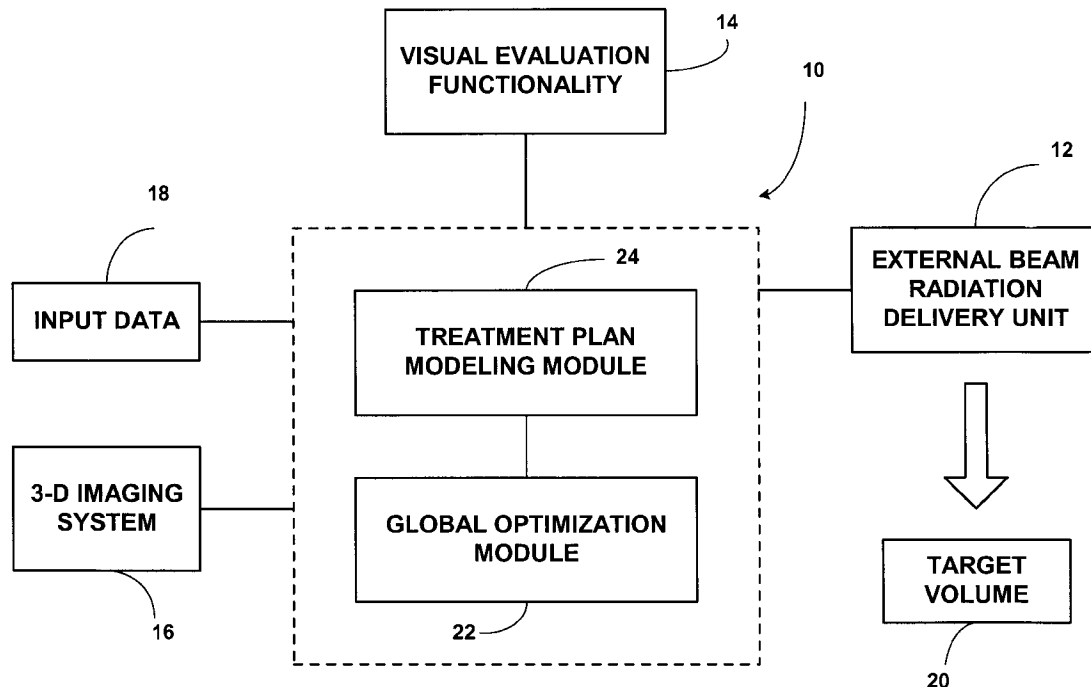 14
VISUAL EVALUATION
FUNCTIONALITY
10
12
18
24
EXTERNAL BEAM
RADIATION
DELIVERY UNIT
INPUT DATA
TREATMENT PLAN
MODELING MODULE
3-D IMAGING
SYSTEM
GLOBAL OPTIMIZATION
MODULE
TARGET
VOLUME
16
22
20